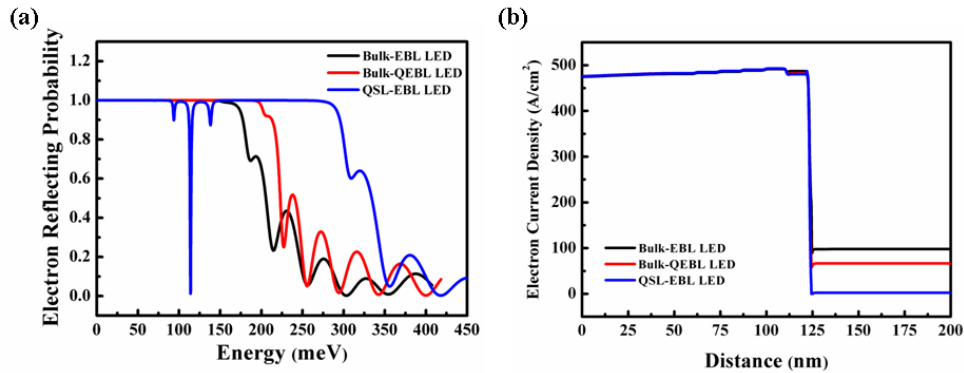 (a)
Electron Reflecting Probability
1.2
1.0
0.8
0.6
0.4
0.2
0.0
Bulk-EBL LED
Bulk-QEBL LED
QSL-EBL LED
0 50 100 150 200 250 300 350 400 450
Energy (meV)
(b)
Electron Current Density (A/cm²)
500
400
300
200
100
0
Bulk-EBL LED
Bulk-QEBL LED
QSL-EBL LED
0 25 50 75 100 125 150 175 200
Distance (nm)